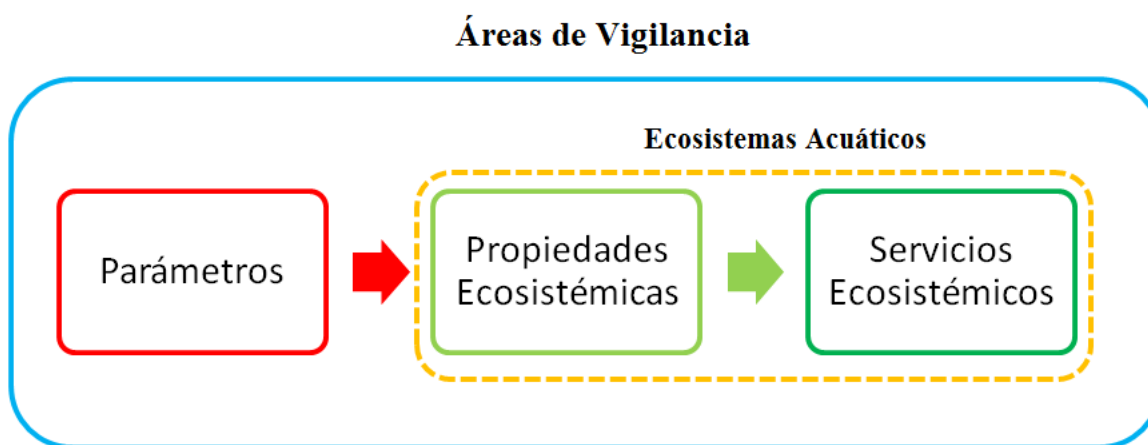 Áreas de Vigilancia
Ecosistemas Acuáticos
Parámetros
Propiedades
Ecosistémicas
Servicios
Ecosistémicos